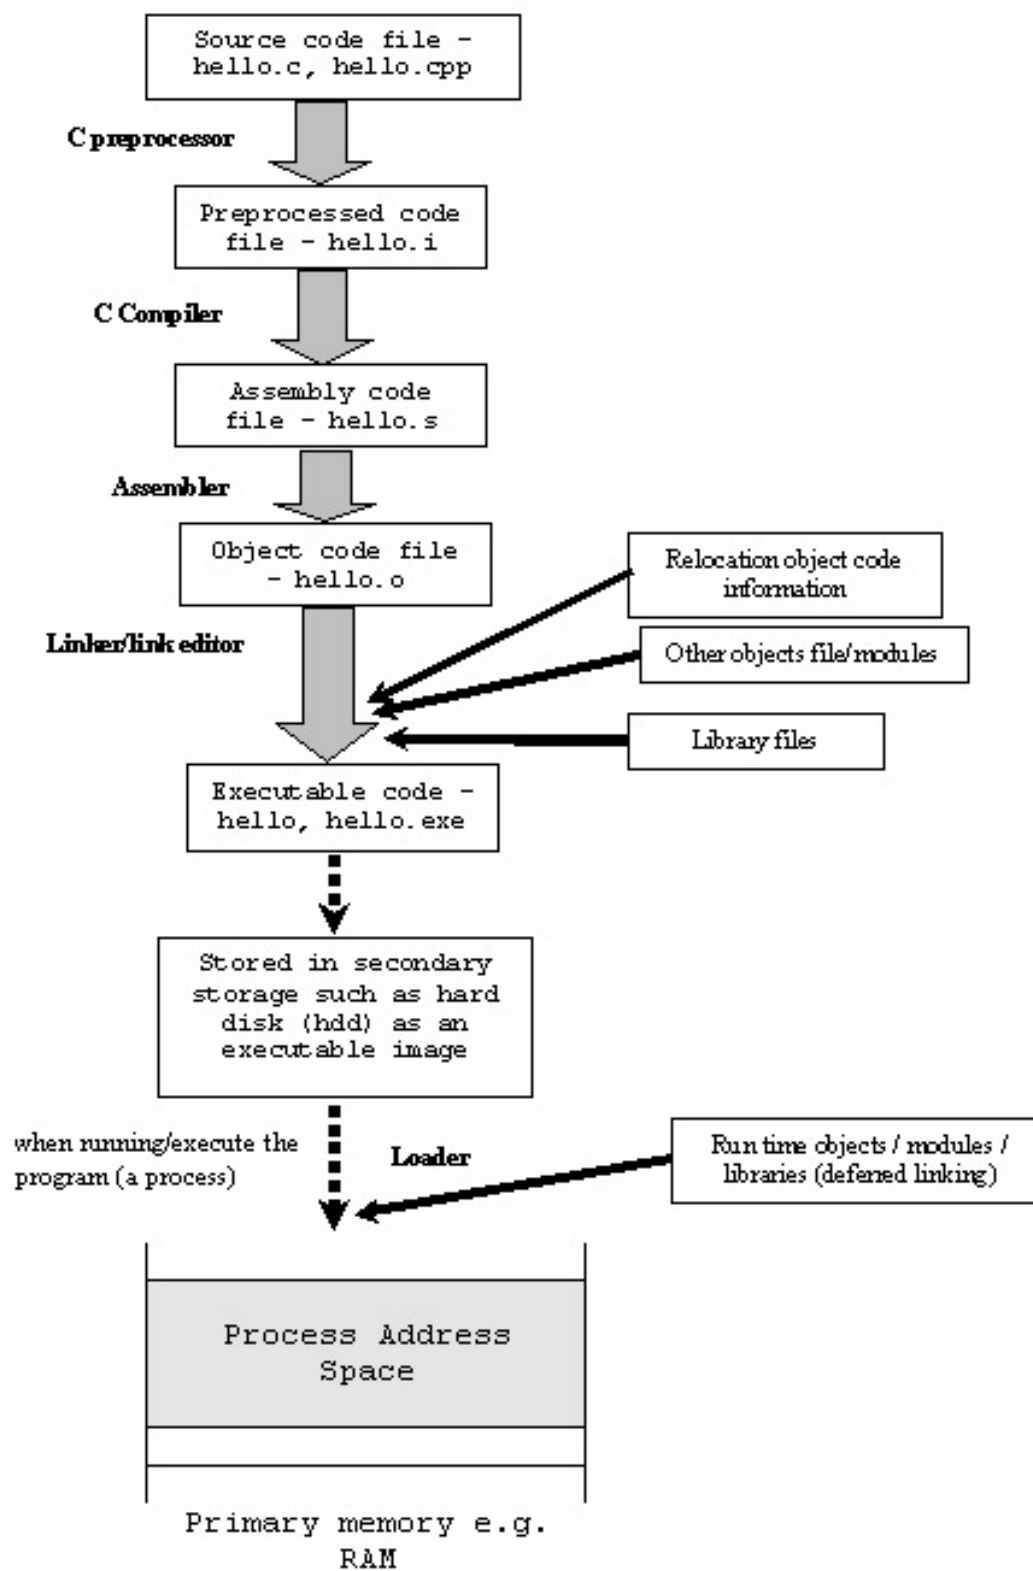 Source code file -
hello.c, hello.cpp
C preprocessor
Preprocessed code
file - hello.i
C Compiler
Assembly code
file - hello.s
Assembler
Object code file
- hello.o
Relocation object code
information
Linker/link editor
Other objects file/modules
Library files
Executable code -
hello, hello.exe
Stored in secondary
storage such as hard
disk (hdd) as an
executable image
when running/execute the
program (a process)
Loader
Run time objects / modules /
libraries (deferred linking)
Process Address
Space
Primary memory e.g.
RAM